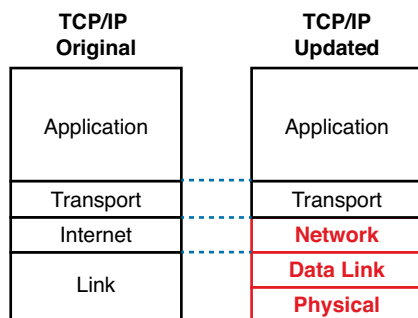 TCP/IP
Original
Application
Transport
Internet
Link
TCP/IP
Updated
Application
Transport
Network
Data Link
Physical